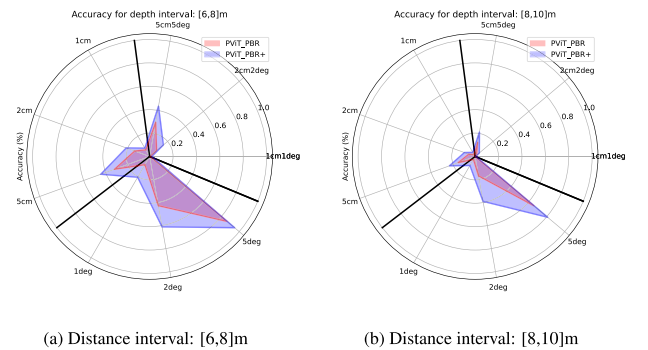 Accuracy for depth interval: [6,8]m
5cm5deg
1cm
PViT_PBR
PViT_PBR+
2cm2deg
2cm
1.0
0.8
0.6
0.4
0.2
Accuracy (%)
1cm1deg
5cm
5deg
1deg
2deg
(a) Distance interval: [6,8]m
Accuracy for depth interval: [8,10]m
5cm5deg
1cm
PViT_PBR
PViT_PBR+
2cm2deg
2cm
1.0
0.8
0.6
0.4
0.2
Accuracy (%)
1cm1deg
5cm
5deg
1deg
2deg
(b) Distance interval: [8,10]m